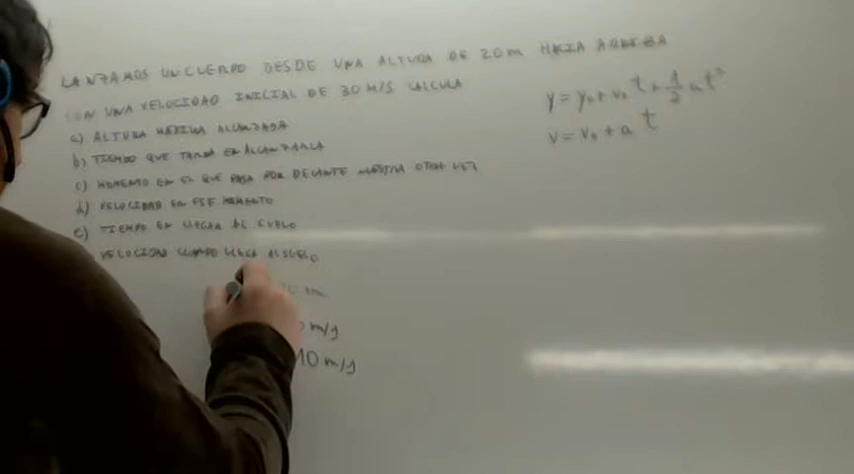 LANZAMOS UN CUERPO DESDE UNA ALTURA DE 20m HACIA ARRIBA
CON UNA VELOCIDAD INICIAL DE 30 M/S CALCULA
a) ALTURA MÁXIMA ALCANZADA
b) TIEMPO QUE TARDA EN ALCANZARLA
c) MOMENTO EN EL QUE PASA POR DELANTE NUESTRA OTRA VEZ
d) VELOCIDAD EN ESE MOMENTO
e) TIEMPO EN LLEGAR AL SUELO
VELOCIDAD CUANDO LLEGA AL SUELO
m
m/s
10 m/s
y = y₀ + v₀ t + 1/2 a t²
v = v₀ + a t